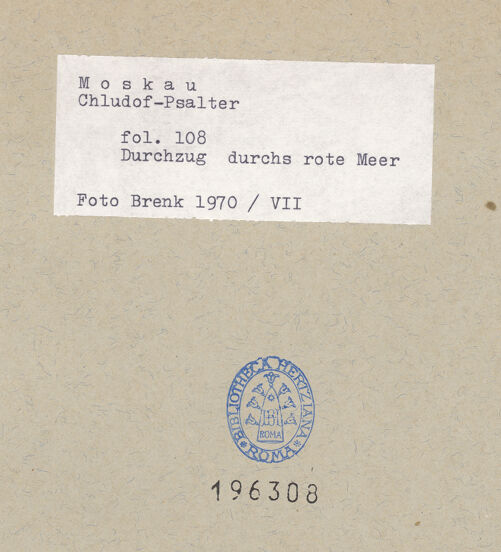 M o s k a u
Chludof-Psalter
fol. 108
Durchzug durchs rote Meer
Foto Brenk 1970 / VII
BIBLIOTHECA HERTZIANA
ROMA
ROMA
196308